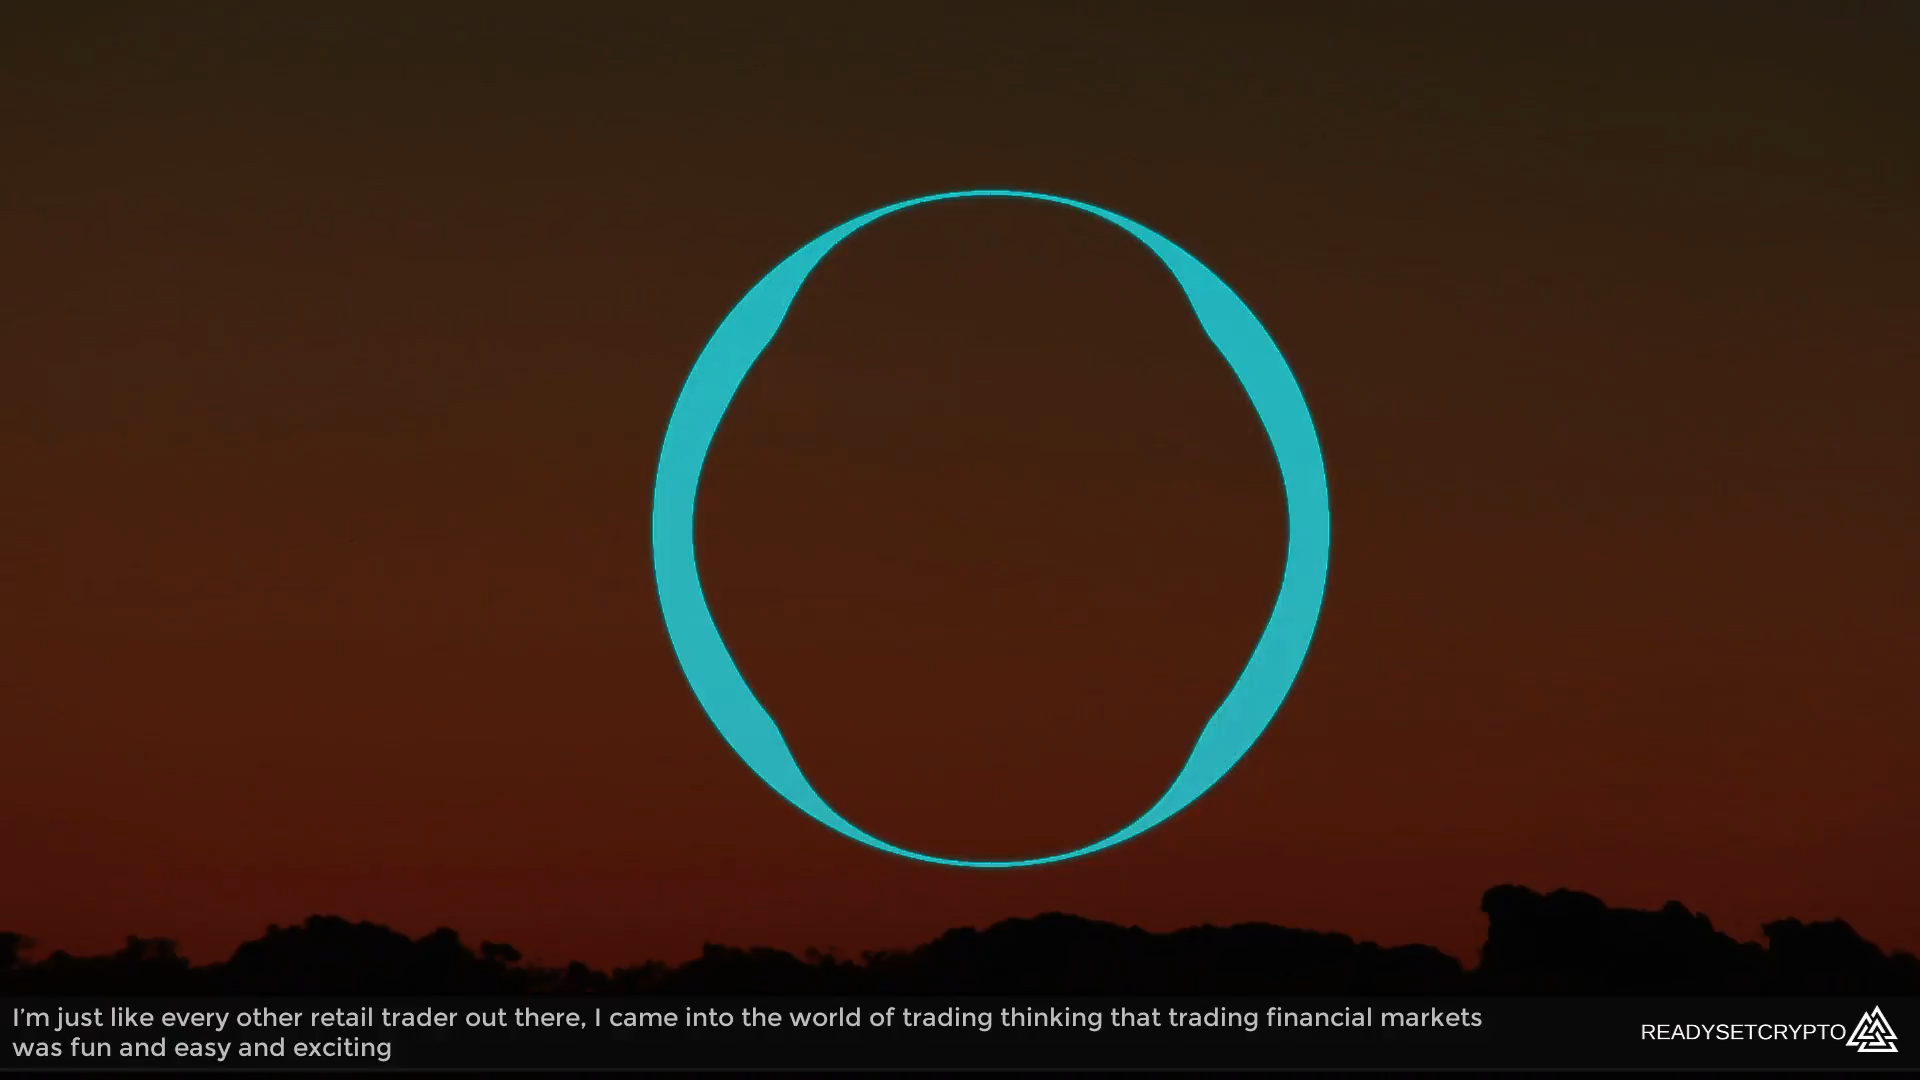 I'm just like every other retail trader out there, I came into the world of trading thinking that trading financial markets
was fun and easy and exciting
READYSETCRYPTO